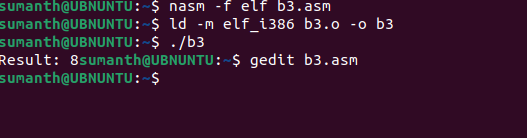 sumanth@UBNUNTU:~$ nasm -f elf b3.asm
sumanth@UBNUNTU:~$ ld -m elf_i386 b3.o -o b3
sumanth@UBNUNTU:~$ ./b3
Result: 8sumanth@UBNUNTU:~$ gedit b3.asm
sumanth@UBNUNTU:~$